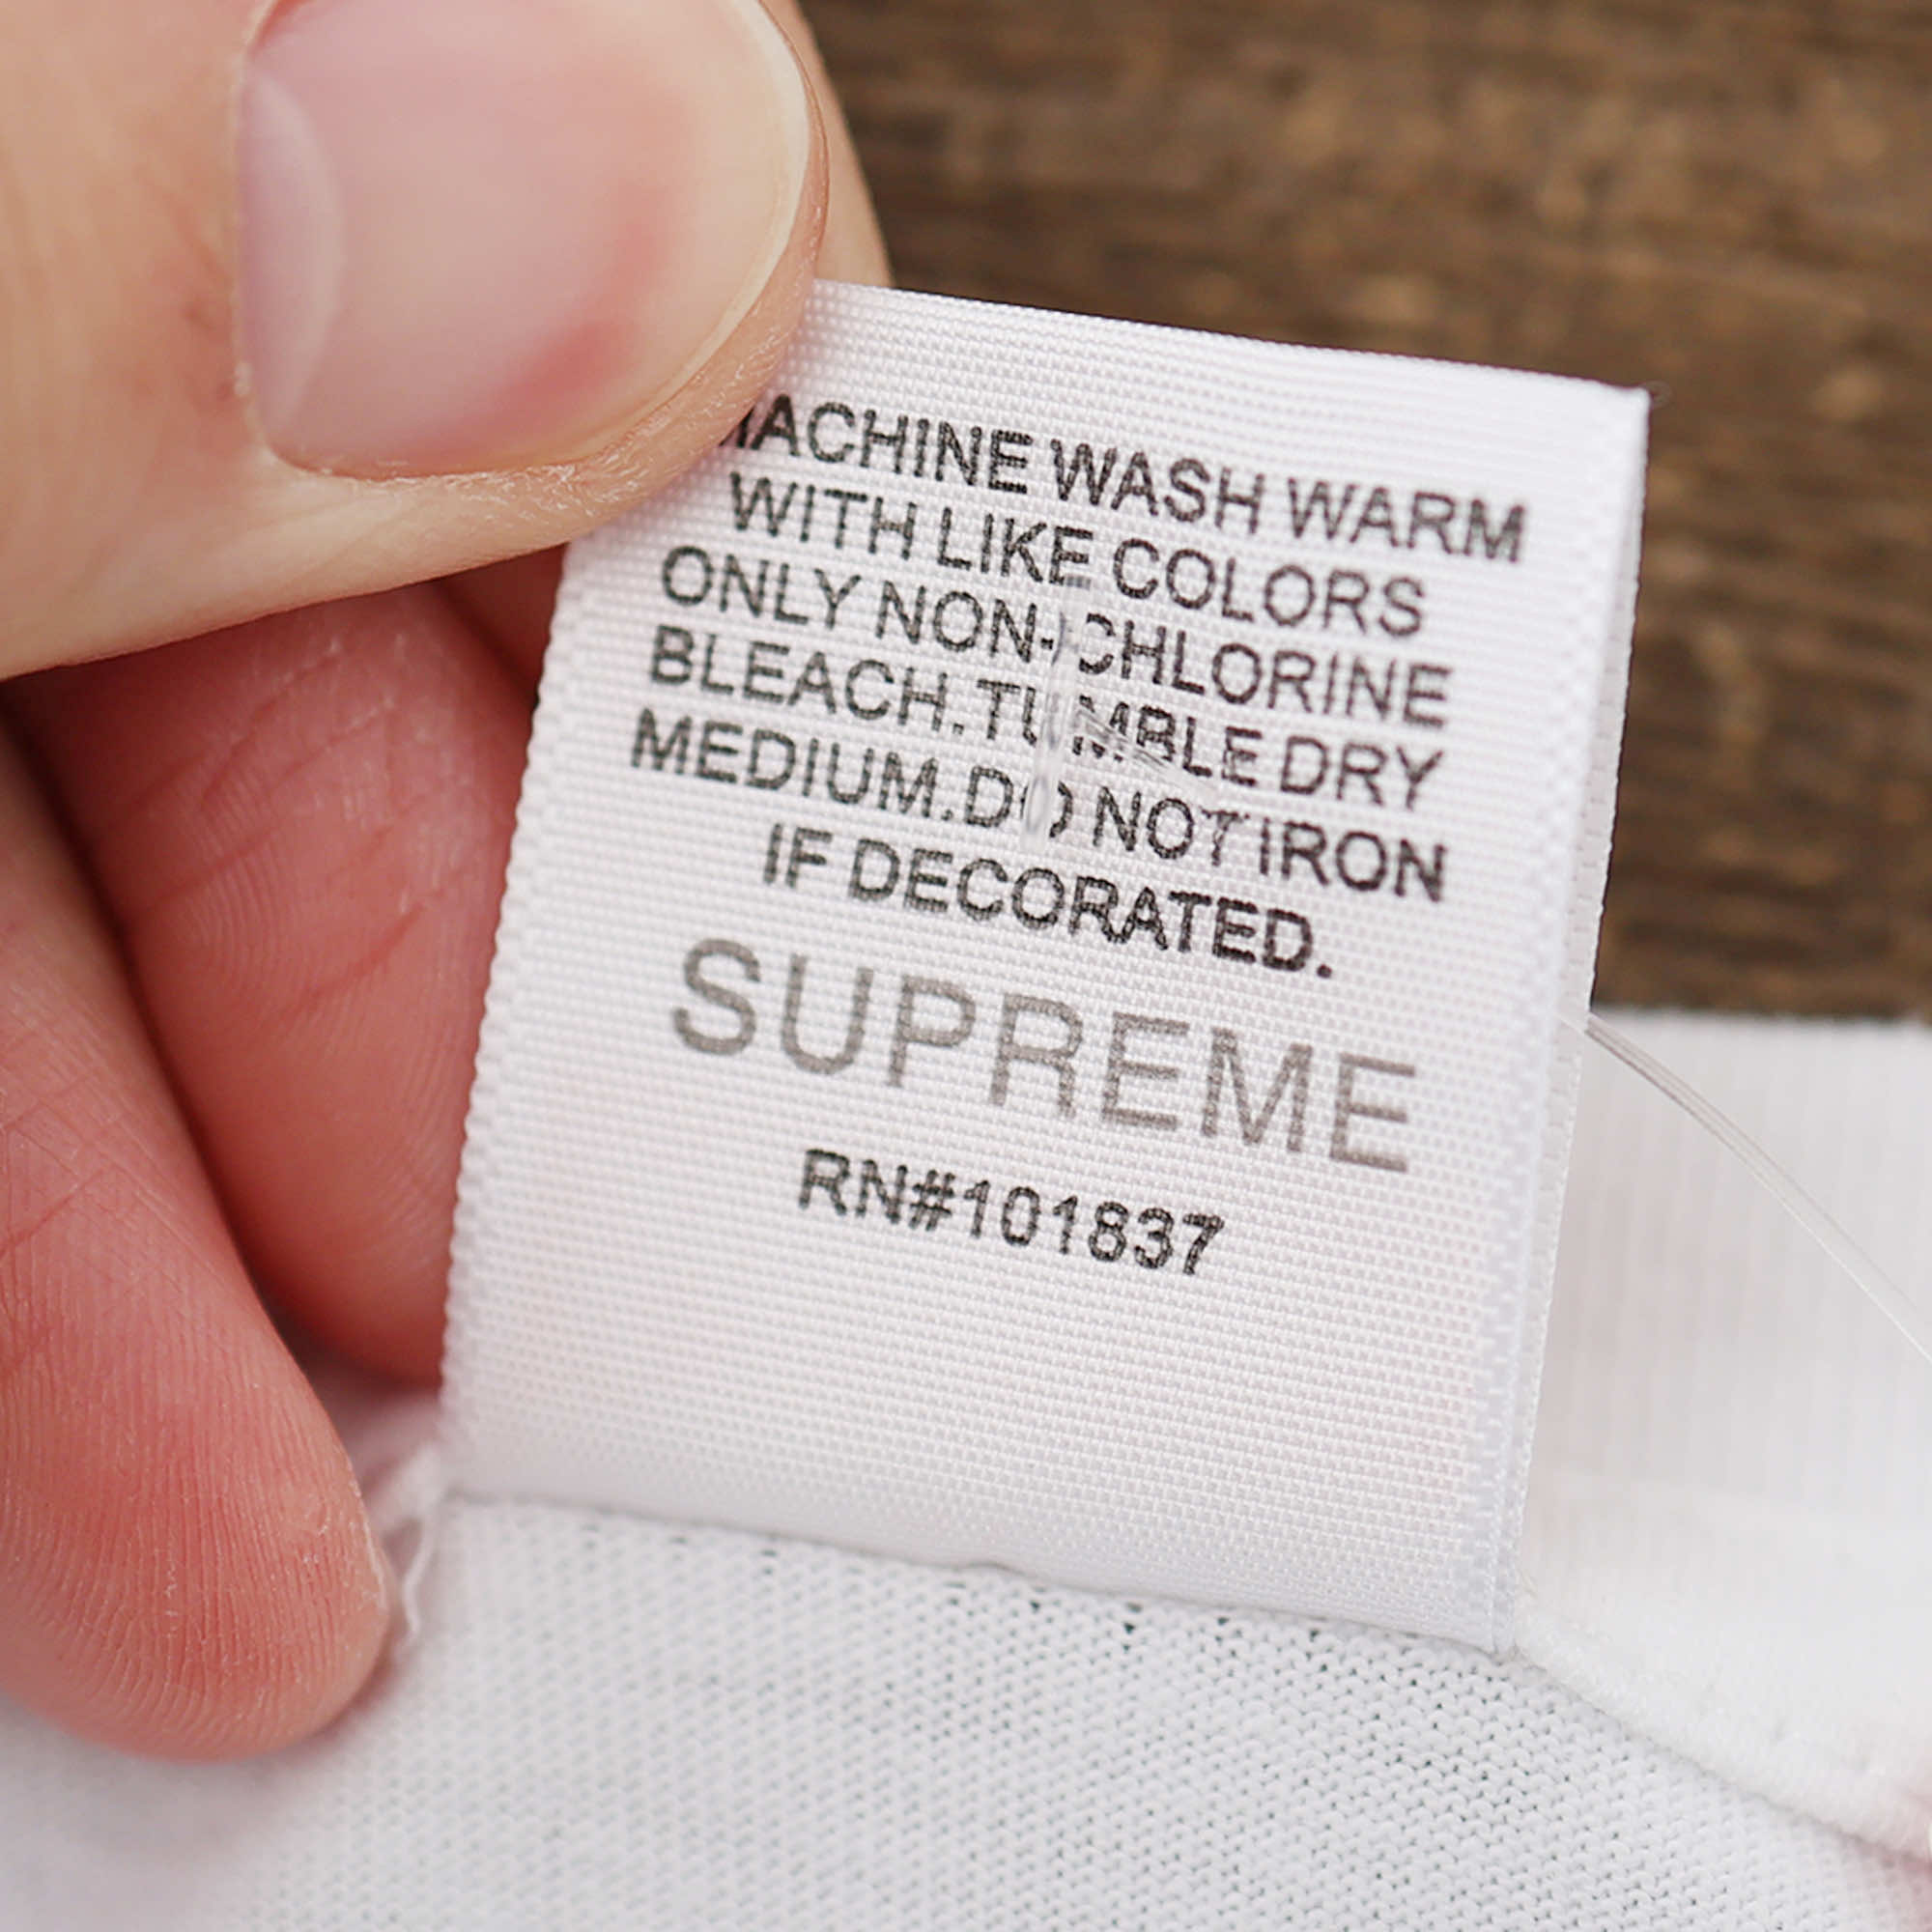 MACHINE WASH WARM
WITH LIKE COLORS
ONLY NON-CHLORINE
BLEACH.TUMBLE DRY
MEDIUM.DO NOT IRON
IF DECORATED.
SUPREME
RN#101837